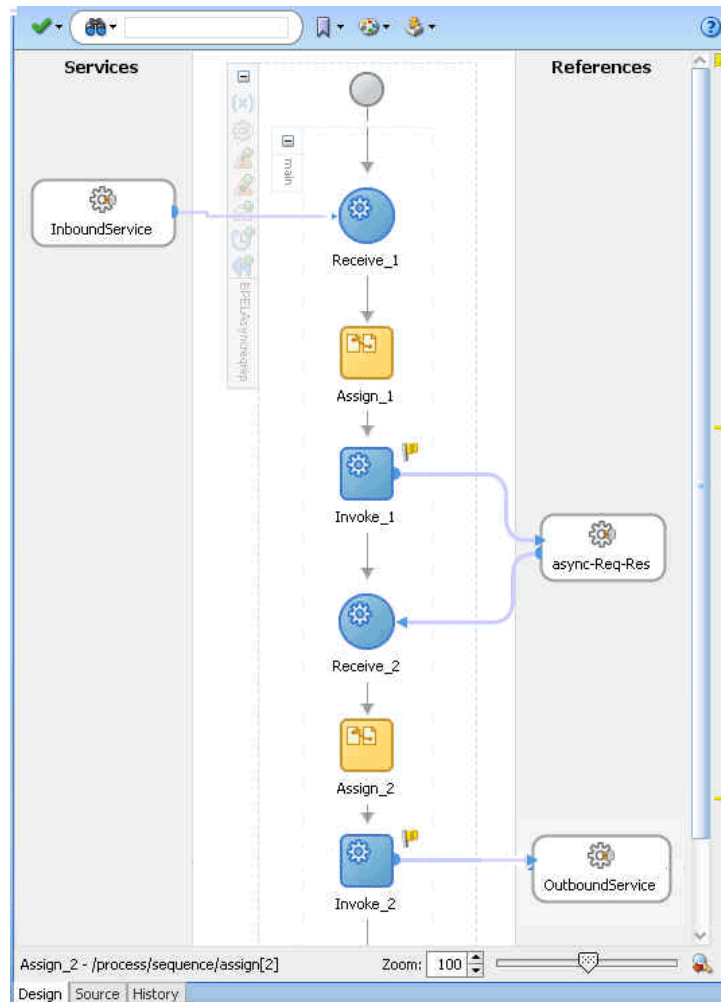 Services
References
(x)
main
InboundService
Receive_1
BPELAsyncreqrep
Assign_1
Invoke_1
async-Req-Res
Receive_2
Assign_2
Invoke_2
OutboundService
Assign_2 - /process/sequence/assign[2]
Zoom: 100
Design Source History